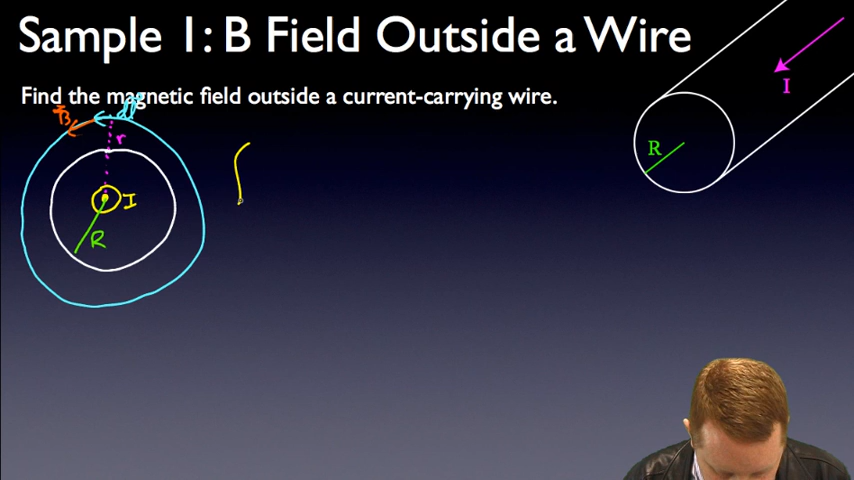 Sample 1: B Field Outside a Wire
Find the magnetic field outside a current-carrying wire.
B dl
r
I
R
∫
R
I